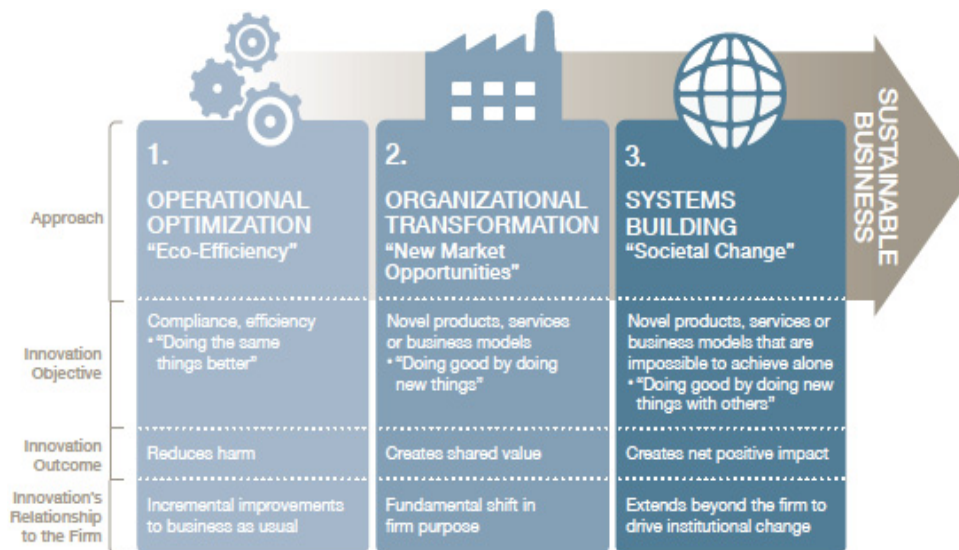 SUSTAINABLE
BUSINESS
Approach
1.
OPERATIONAL
OPTIMIZATION
“Eco-Efficiency”
2.
ORGANIZATIONAL
TRANSFORMATION
“New Market
Opportunities”
3.
SYSTEMS
BUILDING
“Societal Change”
Innovation
Objective
Compliance, efficiency
• “Doing the same
things better”
Novel products, services
or business models
• “Doing good by doing
new things”
Novel products, services or
business models that are
impossible to achieve alone
• “Doing good by doing new
things with others”
Innovation
Outcome
Reduces harm
Creates shared value
Creates net positive impact
Innovation's
Relationship
to the Firm
Incremental improvements
to business as usual
Fundamental shift in
firm purpose
Extends beyond the firm to
drive institutional change